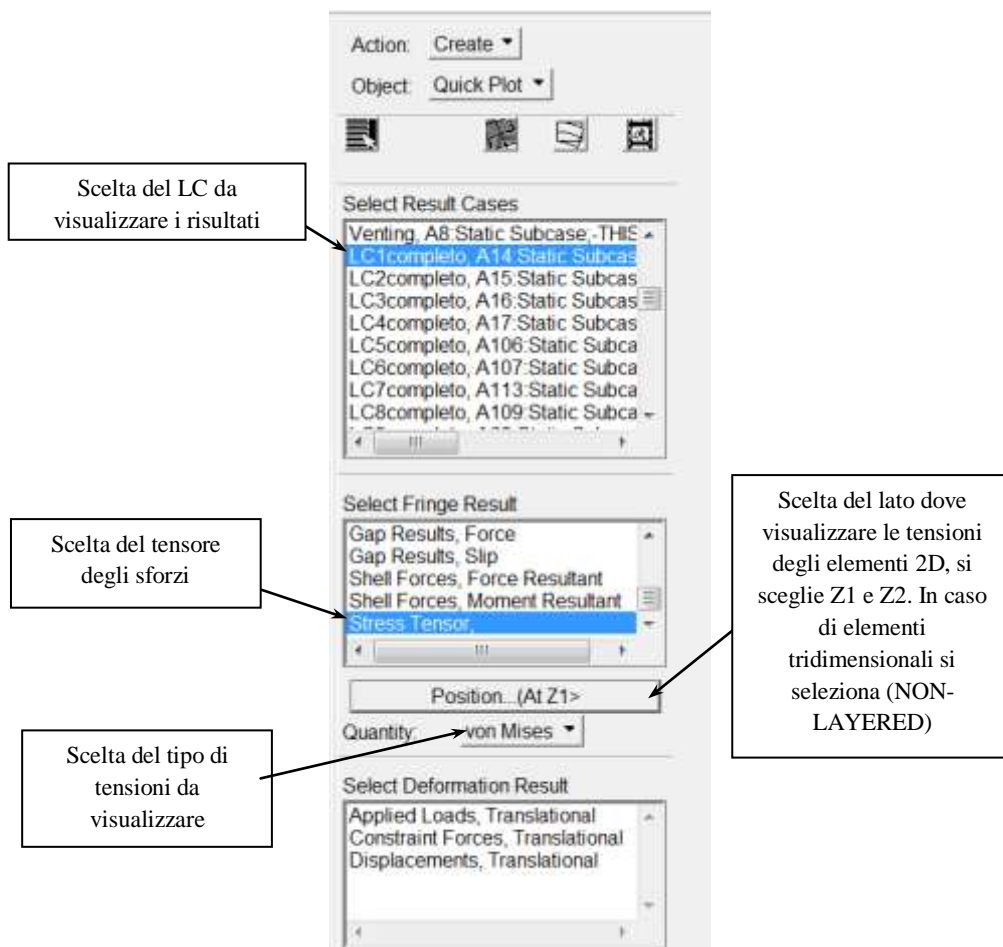 Action: Create
Object: Quick Plot
Scelta del LC da
visualizzare i risultati
Select Result Cases
Venting, A8:Static Subcase,-THIS
LC1completo, A14:Static Subcas
LC2completo, A15:Static Subcas
LC3completo, A16:Static Subcas
LC4completo, A17:Static Subcas
LC5completo, A106:Static Subca
LC6completo, A107:Static Subca
LC7completo, A113:Static Subca
LC8completo, A109:Static Subca
Scelta del tensore
degli sforzi
Select Fringe Result
Gap Results, Force
Gap Results, Slip
Shell Forces, Force Resultant
Shell Forces, Moment Resultant
Stress Tensor,
Position...(At Z1>
Quantity: von Mises
Scelta del lato dove
visualizzare le tensioni
degli elementi 2D, si
sceglie Z1 e Z2. In caso
di elementi
tridimensionali si
seleziona (NON-
LAYERED)
Scelta del tipo di
tensioni da
visualizzare
Select Deformation Result
Applied Loads, Translational
Constraint Forces, Translational
Displacements, Translational